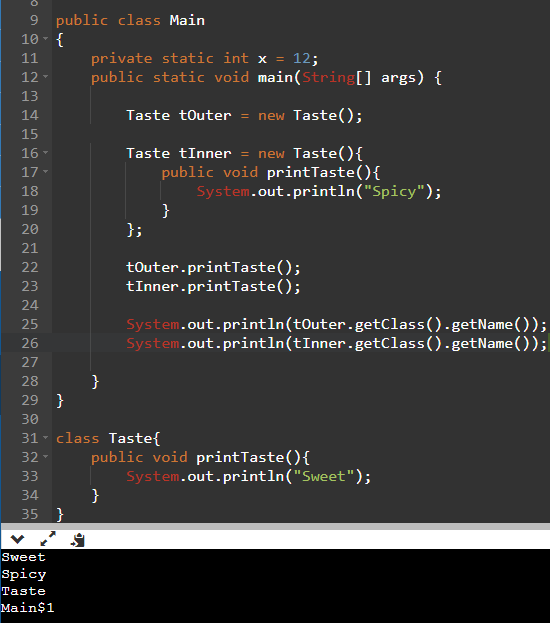 8
9 public class Main
10 {
11     private static int x = 12;
12     public static void main(String[] args) {
13
14         Taste tOuter = new Taste();
15
16         Taste tInner = new Taste(){
17             public void printTaste(){
18                 System.out.println("Spicy");
19             }
20         };
21
22         tOuter.printTaste();
23         tInner.printTaste();
24
25         System.out.println(tOuter.getClass().getName());
26         System.out.println(tInner.getClass().getName());
27
28     }
29 }
30
31 class Taste{
32     public void printTaste(){
33         System.out.println("Sweet");
34     }
35 }
Sweet
Spicy
Taste
Main$1